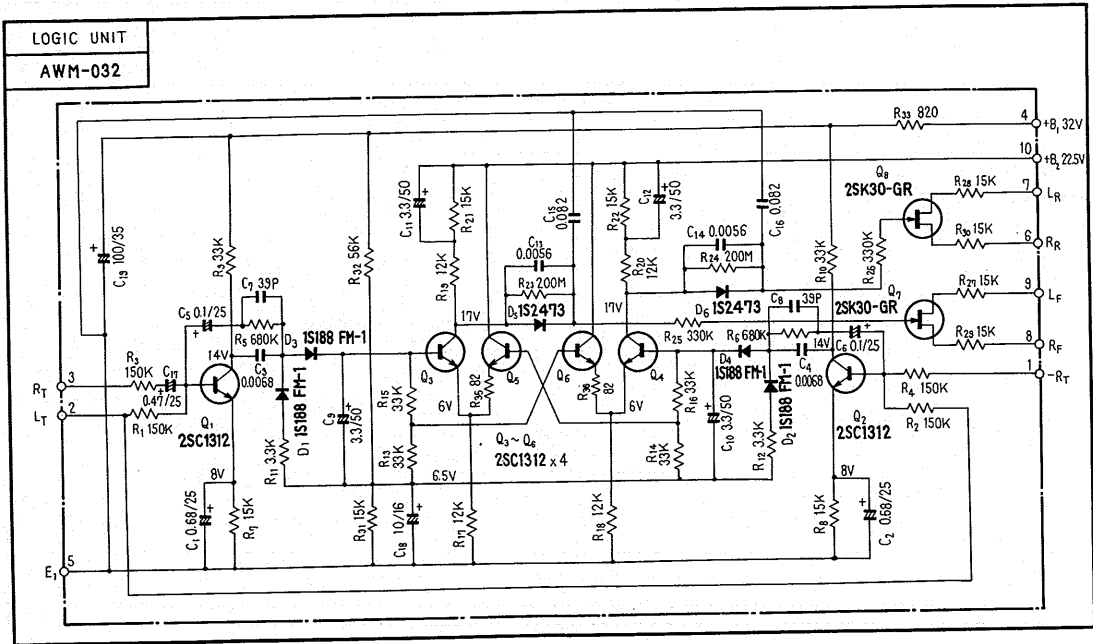 LOGIC UNIT
AWM-032
R33 820
4
+B1 32V
10
+B2 22.5V
Q8
2SK30-GR
R28 15K
7
LR
R30 15K
6
RR
R26 330K
Q7
2SK30-GR
R27 15K
9
LF
R29 15K
8
RF
1
-RT
C19 100/35
R9 33K
R32 56K
C11 3.3/50
R21 15K
R19 12K
C15 0.082
C13
0.0056
R23 200M
D5
1S2473
R22 15K
C12
3.3/50
R20
12K
C14 0.0056
R24 200M
C16 0.082
D6 1S2473
R10 33K
C8 39P
R25 330K
R6 680K
C6 0.1/25
C7 39P
C5 0.1/25
R5 680K
D3
1S188 FM-1
14V
C3
0.0068
17V
17V
D4
1S188 FM-1
14V
C4
0.0068
3
RT
R3
150K
C17
0.47/25
2
LT
R1 150K
Q1
2SC1312
D1 1S188 FM-1
R11 3.3K
C9
3.3/50
R15
33K
R13
33K
Q3
Q5
Q6
Q4
R35 82
R36 82
6V
6V
Q3~Q6
2SC1312 x 4
R16 33K
R14
33K
C10 3.3/50
R12 3.3K
D2
1S188 FM-1
R4 150K
R2 150K
Q2
2SC1312
8V
6.5V
8V
C1 0.68/25
R7 15K
R31 15K
C18 10/16
R17 12K
R18 12K
R8 15K
C2 0.68/25
5
E1